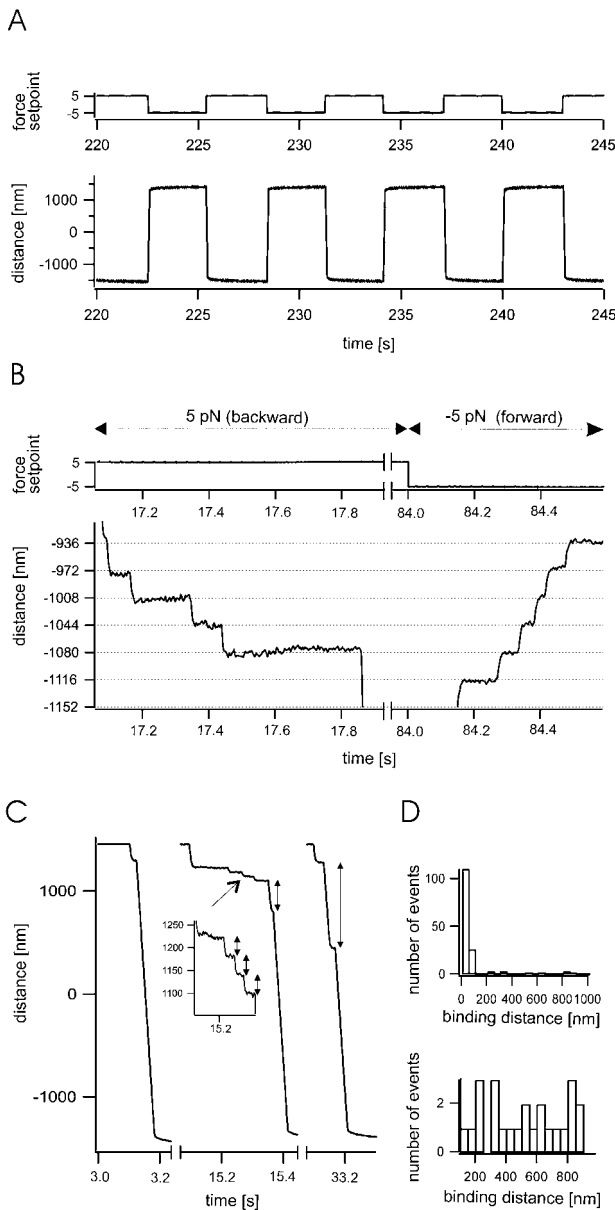 A
force setpoint
5
-5
220 225 230 235 240 245
distance [nm]
1000
0
-1000
220 225 230 235 240 245
time [s]
B
5 pN (backward) -5 pN (forward)
force setpoint
5
-5
17.2 17.4 17.6 17.8 84.0 84.2 84.4
distance [nm]
-936
-972
-1008
-1044
-1080
-1116
-1152
17.2 17.4 17.6 17.8 84.0 84.2 84.4
time [s]
C
distance [nm]
1000
0
-1000
1250
1200
1150
1100
15.2
3.0 3.2 15.2 15.4 33.2
time [s]
D
number of events
100
50
0
0 200 400 600 800 1000
binding distance [nm]
number of events
2
0
200 400 600 800
binding distance [nm]